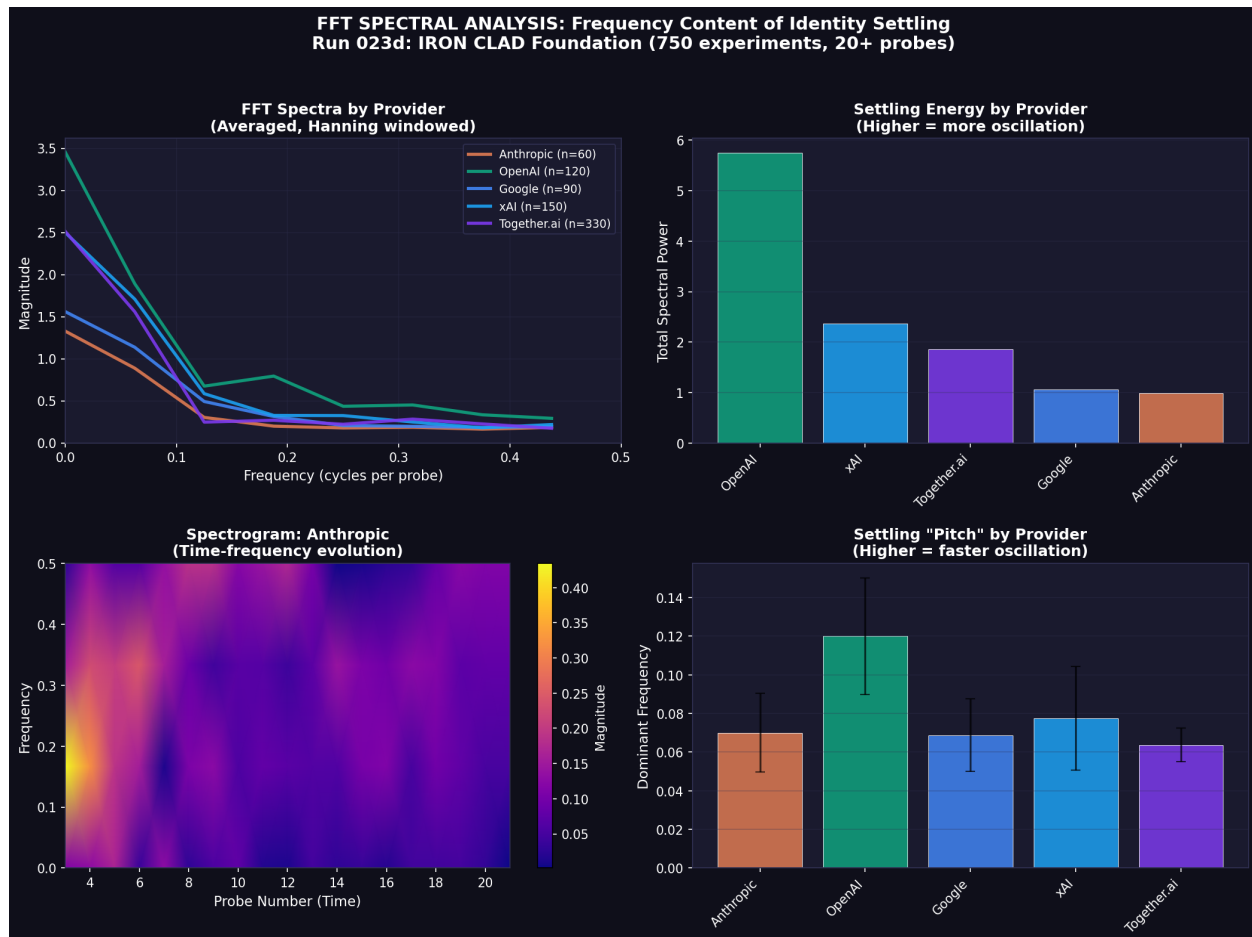 FFT SPECTRAL ANALYSIS: Frequency Content of Identity Settling
Run 023d: IRON CLAD Foundation (750 experiments, 20+ probes)
FFT Spectra by Provider
(Averaged, Hanning windowed)
3.5
3.0
2.5
2.0
1.5
1.0
0.5
0.0
Magnitude
Anthropic (n=60)
OpenAI (n=120)
Google (n=90)
xAI (n=150)
Together.ai (n=330)
0.0 0.1 0.2 0.3 0.4 0.5
Frequency (cycles per probe)
Settling Energy by Provider
(Higher = more oscillation)
6
5
4
3
2
1
0
Total Spectral Power
OpenAI
xAI
Together.ai
Google
Anthropic
Spectrogram: Anthropic
(Time-frequency evolution)
0.5
0.4
0.3
0.2
0.1
0.0
Frequency
4 6 8 10 12 14 16 18 20
Probe Number (Time)
0.40
0.35
0.30
0.25
0.20
0.15
0.10
0.05
Magnitude
Settling "Pitch" by Provider
(Higher = faster oscillation)
0.14
0.12
0.10
0.08
0.06
0.04
0.02
0.00
Dominant Frequency
Anthropic
OpenAI
Google
xAI
Together.ai